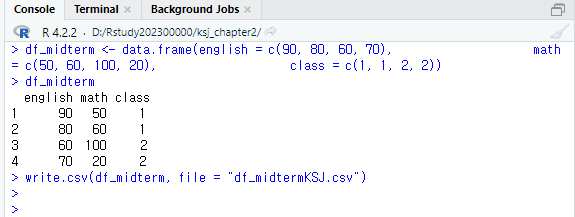 Console Terminal × Background Jobs ×
R 4.2.2 · D:/Rstudy202300000/ksj_chapter2/
> df_midterm <- data.frame(english = c(90, 80, 60, 70), math
= c(50, 60, 100, 20), class = c(1, 1, 2, 2))
> df_midterm
english math class
1 90 50 1
2 80 60 1
3 60 100 2
4 70 20 2
> write.csv(df_midterm, file = "df_midtermKSJ.csv")
>
>